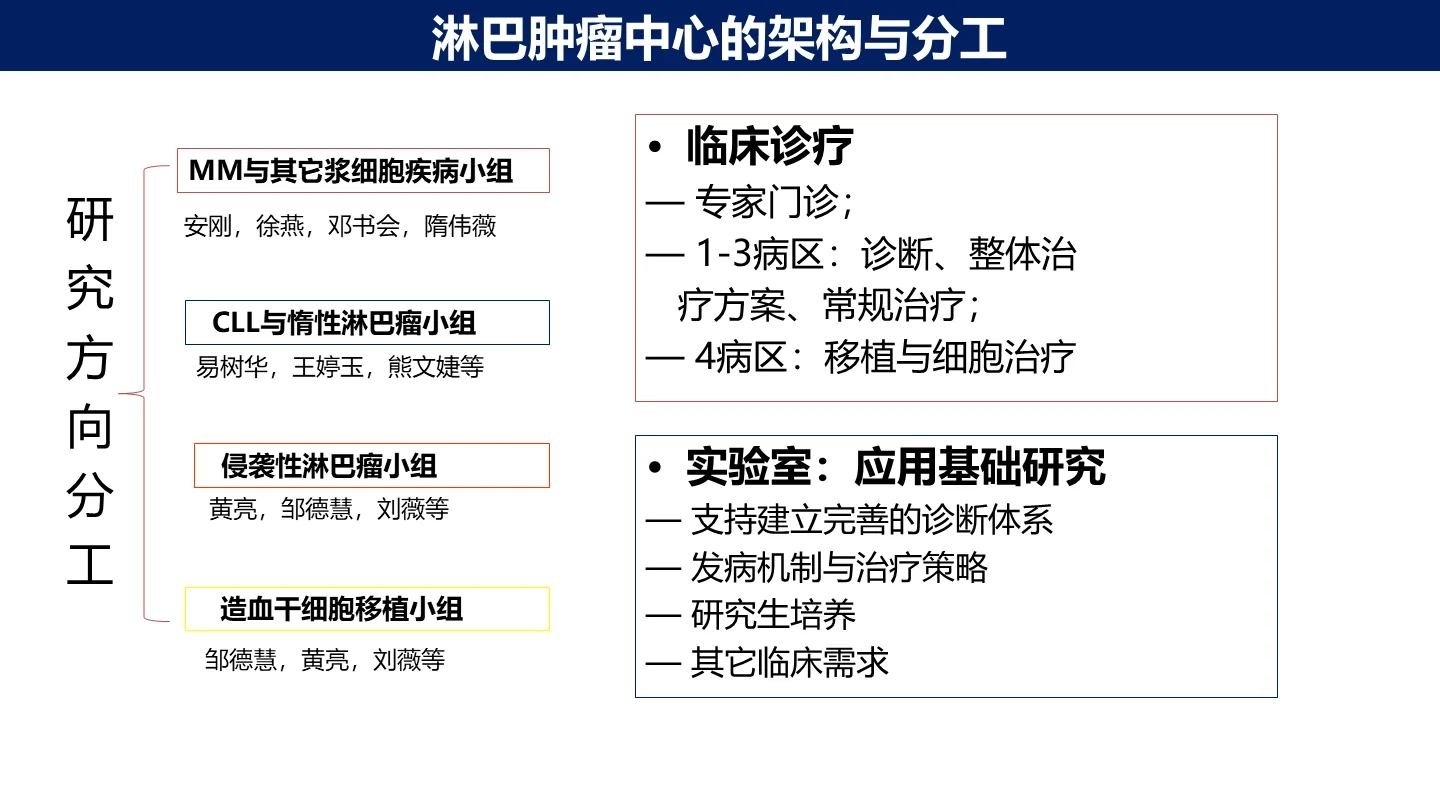 淋巴肿瘤中心的架构与分工
研究方向分工
MM与其它浆细胞疾病小组
安刚，徐燕，邓书会，隋伟薇
CLL与惰性淋巴瘤小组
易树华，王婷玉，熊文婕等
侵袭性淋巴瘤小组
黄亮，邹德慧，刘薇等
造血干细胞移植小组
邹德慧，黄亮，刘薇等
• 临床诊疗
— 专家门诊；
— 1-3病区：诊断、整体治
疗方案、常规治疗；
— 4病区：移植与细胞治疗
• 实验室：应用基础研究
— 支持建立完善的诊断体系
— 发病机制与治疗策略
— 研究生培养
— 其它临床需求